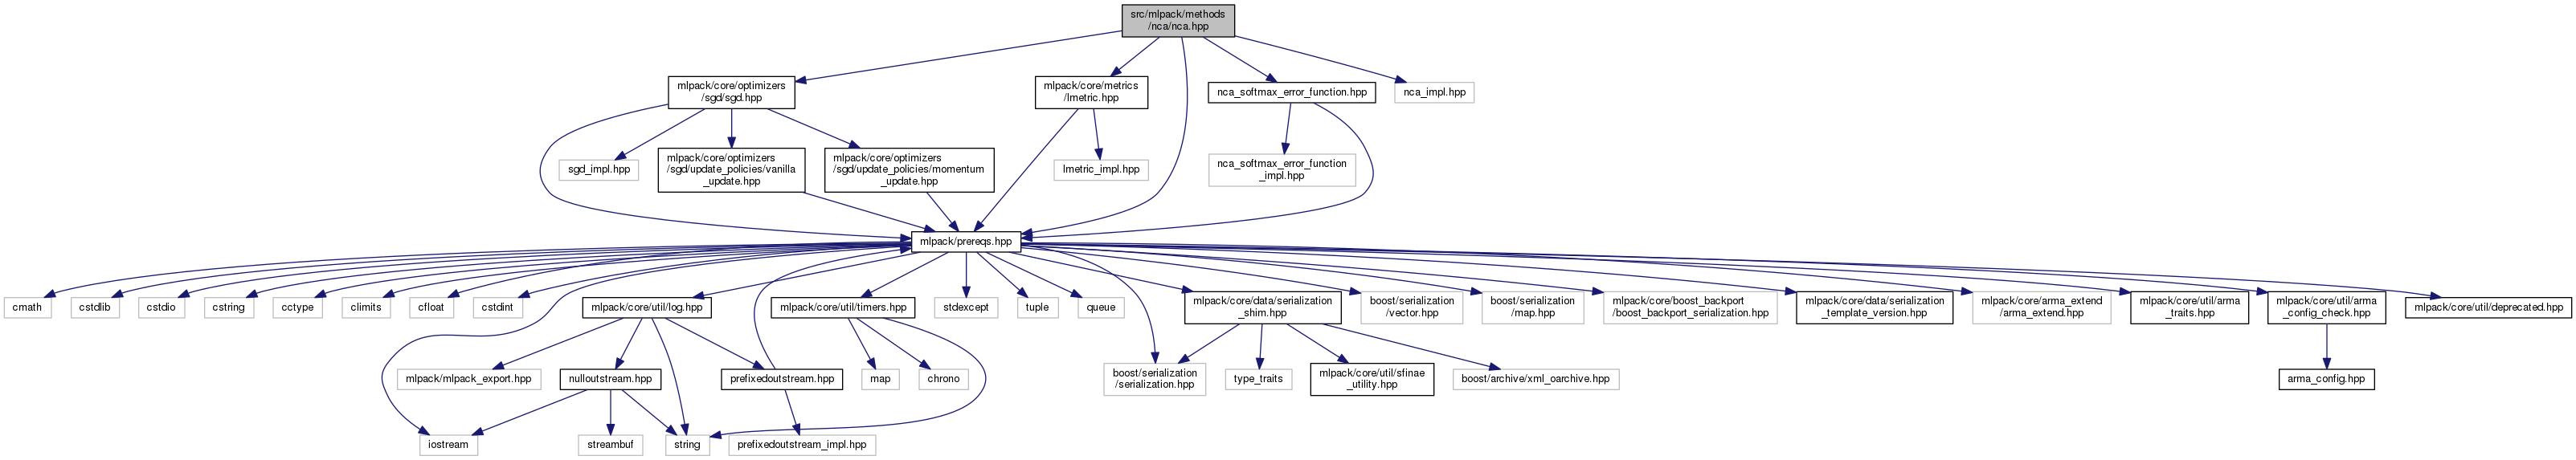 src/mlpack/methods
/nca/nca.hpp
mlpack/core/optimizers
/sgd/sgd.hpp
mlpack/core/metrics
/lmetric.hpp
nca_softmax_error_function.hpp
nca_impl.hpp
sgd_impl.hpp
mlpack/core/optimizers
/sgd/update_policies/vanilla
_update.hpp
mlpack/core/optimizers
/sgd/update_policies/momentum
_update.hpp
lmetric_impl.hpp
nca_softmax_error_function
_impl.hpp
mlpack/prereqs.hpp
cmath
cstdlib
cstdio
cstring
cctype
climits
cfloat
cstdint
mlpack/core/util/log.hpp
mlpack/core/util/timers.hpp
stdexcept
tuple
queue
mlpack/core/data/serialization
_shim.hpp
boost/serialization
/vector.hpp
boost/serialization
/map.hpp
mlpack/core/boost_backport
/boost_backport_serialization.hpp
mlpack/core/data/serialization
_template_version.hpp
mlpack/core/arma_extend
/arma_extend.hpp
mlpack/core/util/arma
_traits.hpp
mlpack/core/util/arma
_config_check.hpp
mlpack/core/util/deprecated.hpp
mlpack/mlpack_export.hpp
nulloutstream.hpp
prefixedoutstream.hpp
map
chrono
boost/serialization
/serialization.hpp
type_traits
mlpack/core/util/sfinae
_utility.hpp
boost/archive/xml_oarchive.hpp
arma_config.hpp
iostream
streambuf
string
prefixedoutstream_impl.hpp